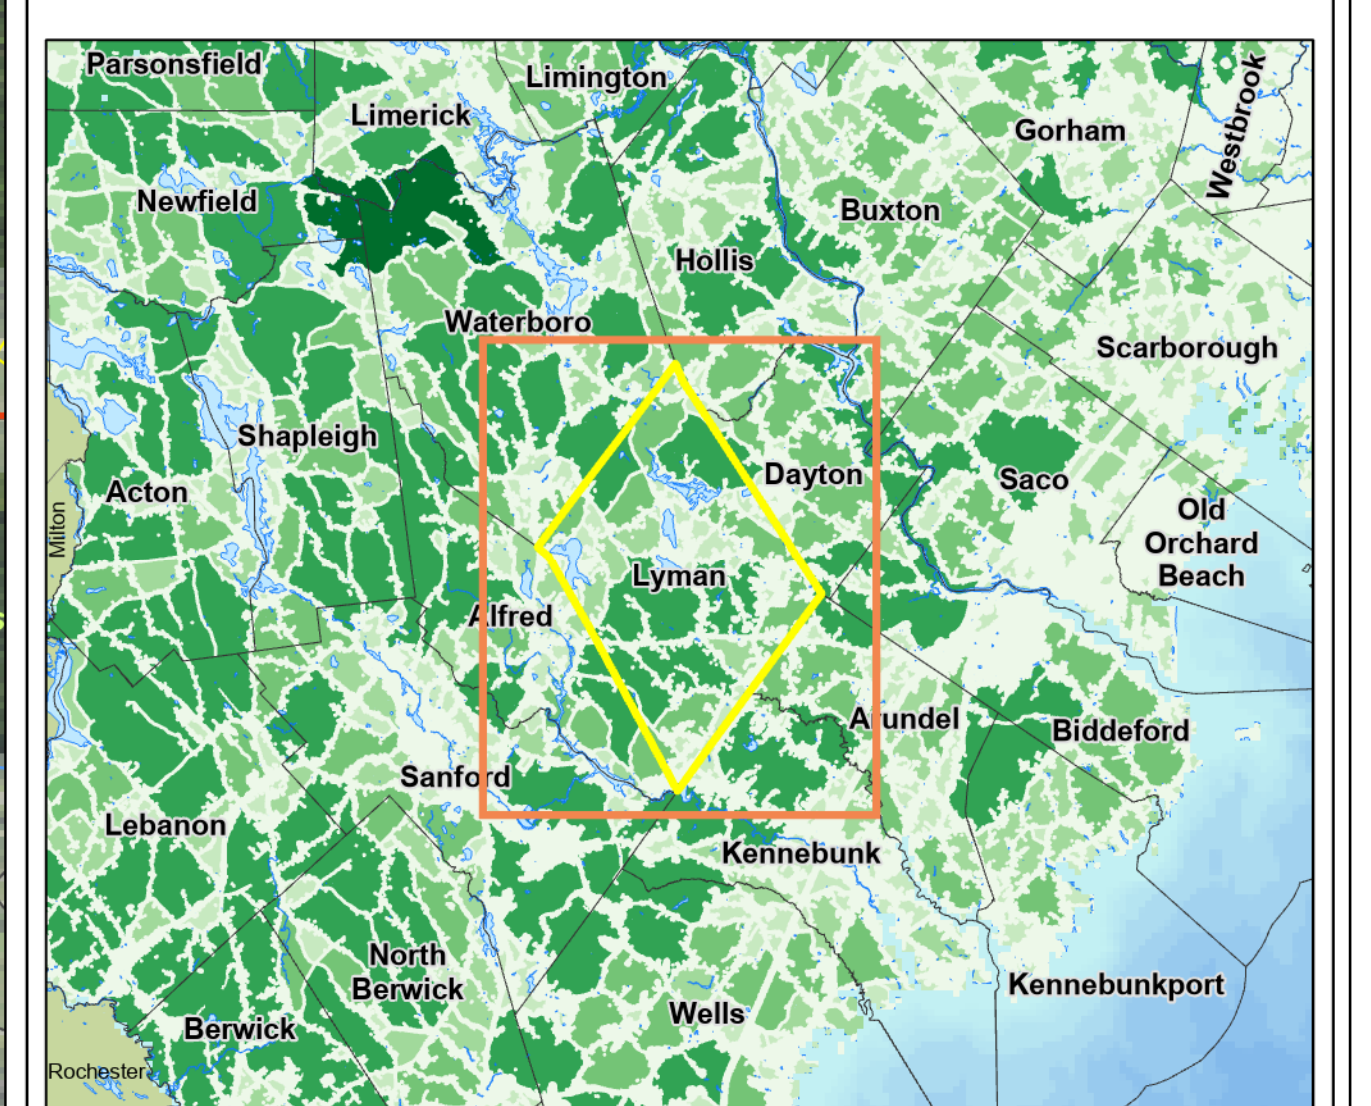 Parsonsfield
Limington
Limerick
Gorham
Westbrook
Newfield
Buxton
Hollis
Waterboro
Scarborough
Shapleigh
Dayton
Saco
Acton
Milton
Old
Orchard
Beach
Lyman
Alfred
Arundel
Biddeford
Sanford
Lebanon
Kennebunk
North
Berwick
Kennebunkport
Wells
Berwick
Rochester